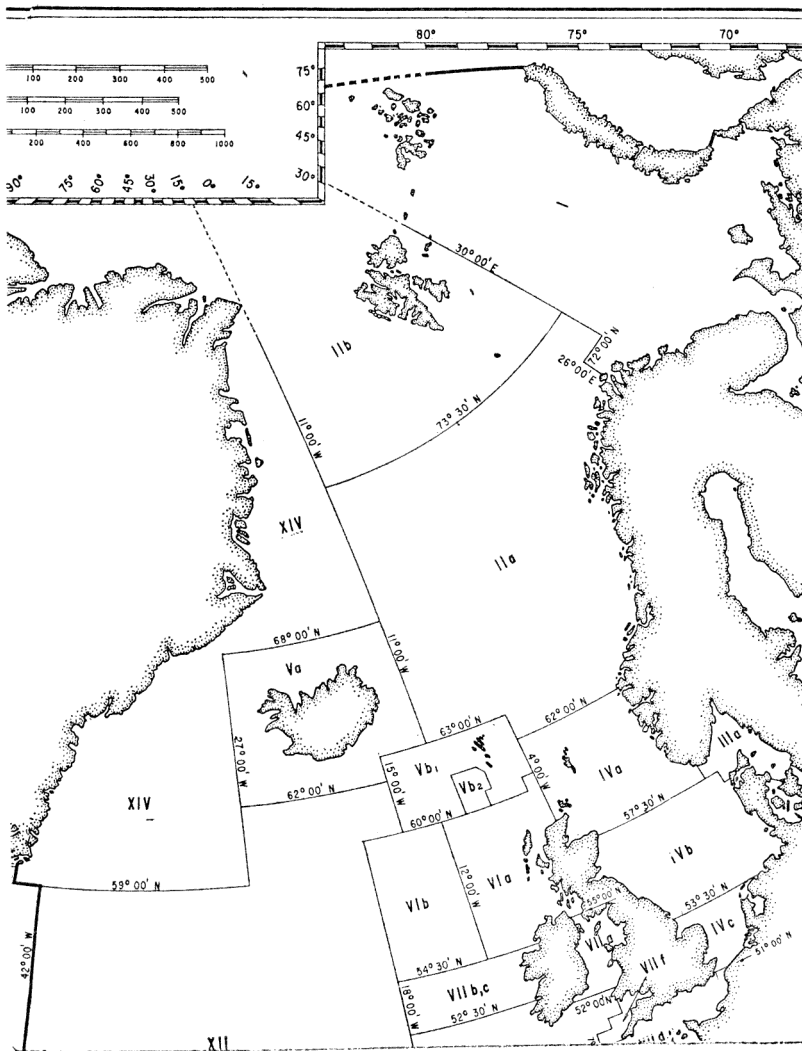 80°
75°
70°
75°
60°
45°
30°
100 200 300 400 500
100 200 300 400 500
200 400 600 800 1000
90°
75°
60°
45°
30°
15°
0°
15°
30°00'E
IIb
72°00'N
26°00'E
73°30'N
11°00'W
XIV
IIa
68°00'N
11°00'W
Va
27°00'W
63°00'N
62°00'N
IIIa
15°00'W
Vb₁
Vb₂
4°00'W
IVa
XIV
62°00'N
60°00'N
57°30'N
12°00'W
IVb
59°00'N
VIb
VIa
55°00'
53°30'N
IVc
42°00'W
VIIa
51°00'N
54°30'N
18°00'W
VIIb,c
VIIf
52°30'N
52°00'N
XII